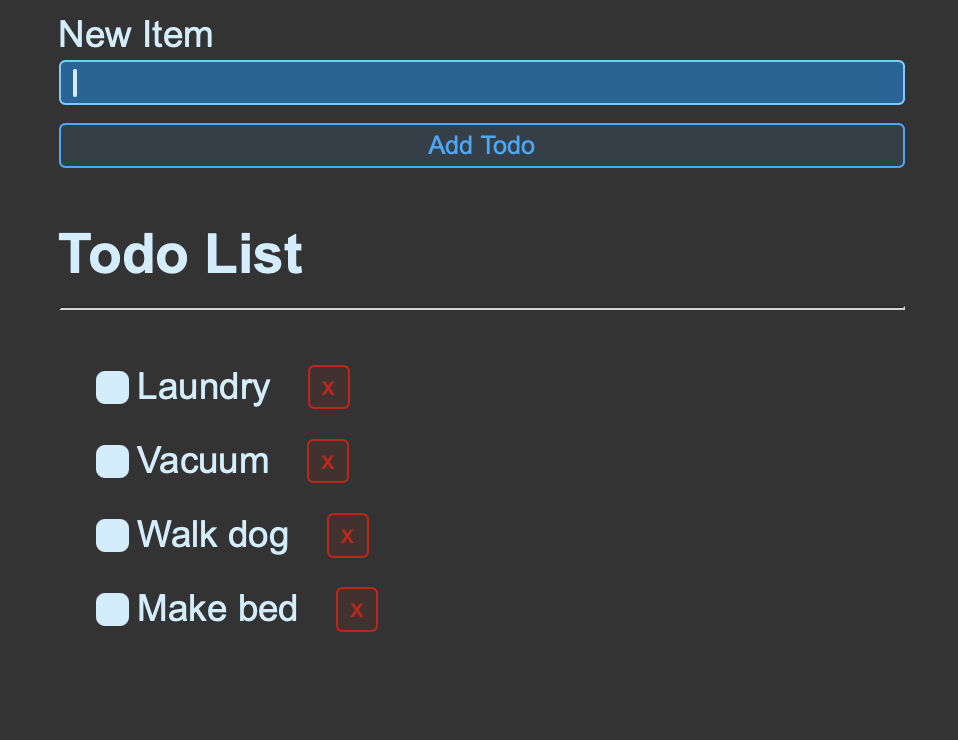 New Item
Add Todo
Todo List
Laundry x
Vacuum x
Walk dog x
Make bed x